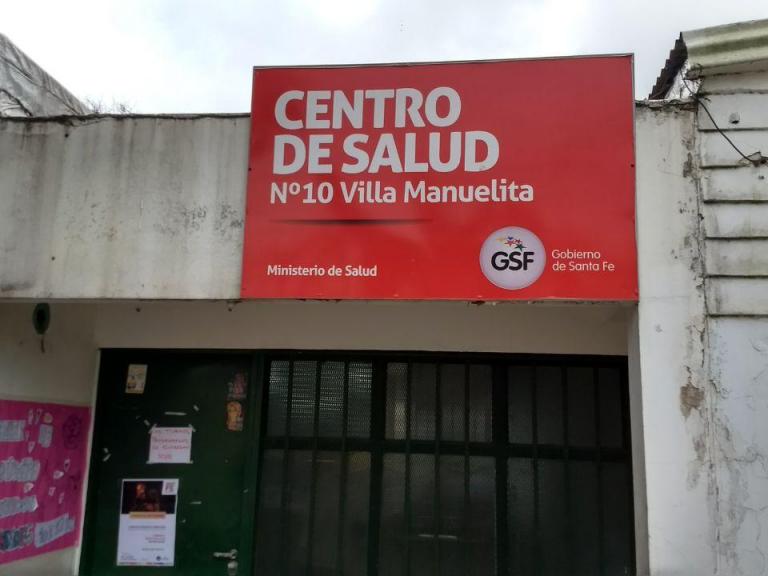 CENTRO
DE SALUD
Nº10 Villa Manuelita
Ministerio de Salud
GSF
Gobierno
de Santa Fe